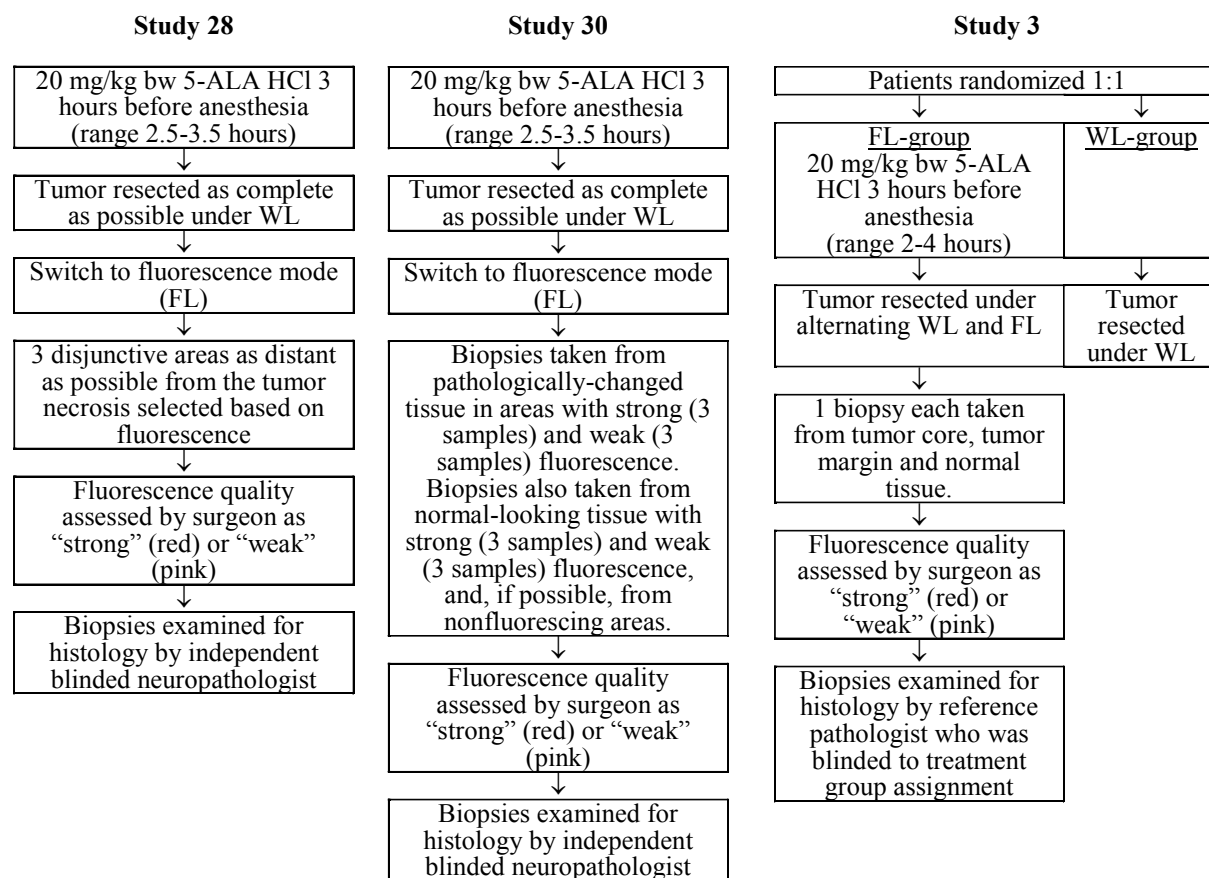 Study 28
20 mg/kg bw 5-ALA HCl 3
hours before anesthesia
(range 2.5-3.5 hours)
↓
Tumor resected as complete
as possible under WL
↓
Switch to fluorescence mode
(FL)
↓
3 disjunctive areas as distant
as possible from the tumor
necrosis selected based on
fluorescence
↓
Fluorescence quality
assessed by surgeon as
“strong” (red) or “weak”
(pink)
↓
Biopsies examined for
histology by independent
blinded neuropathologist
Study 30
20 mg/kg bw 5-ALA HCl 3
hours before anesthesia
(range 2.5-3.5 hours)
↓
Tumor resected as complete
as possible under WL
↓
Switch to fluorescence mode
(FL)
↓
Biopsies taken from
pathologically-changed
tissue in areas with strong (3
samples) and weak (3
samples) fluorescence.
Biopsies also taken from
normal-looking tissue with
strong (3 samples) and weak
(3 samples) fluorescence,
and, if possible, from
nonfluorescing areas.
↓
Fluorescence quality
assessed by surgeon as
“strong” (red) or “weak”
(pink)
↓
Biopsies examined for
histology by independent
blinded neuropathologist
Study 3
Patients randomized 1:1
↓ ↓
FL-group
20 mg/kg bw 5-ALA
HCl 3 hours before
anesthesia
(range 2-4 hours)
WL-group
↓ ↓
Tumor resected under
alternating WL and FL
Tumor
resected
under WL
↓
1 biopsy each taken
from tumor core, tumor
margin and normal
tissue.
↓
Fluorescence quality
assessed by surgeon as
“strong” (red) or
“weak” (pink)
↓
Biopsies examined for
histology by reference
pathologist who was
blinded to treatment
group assignment